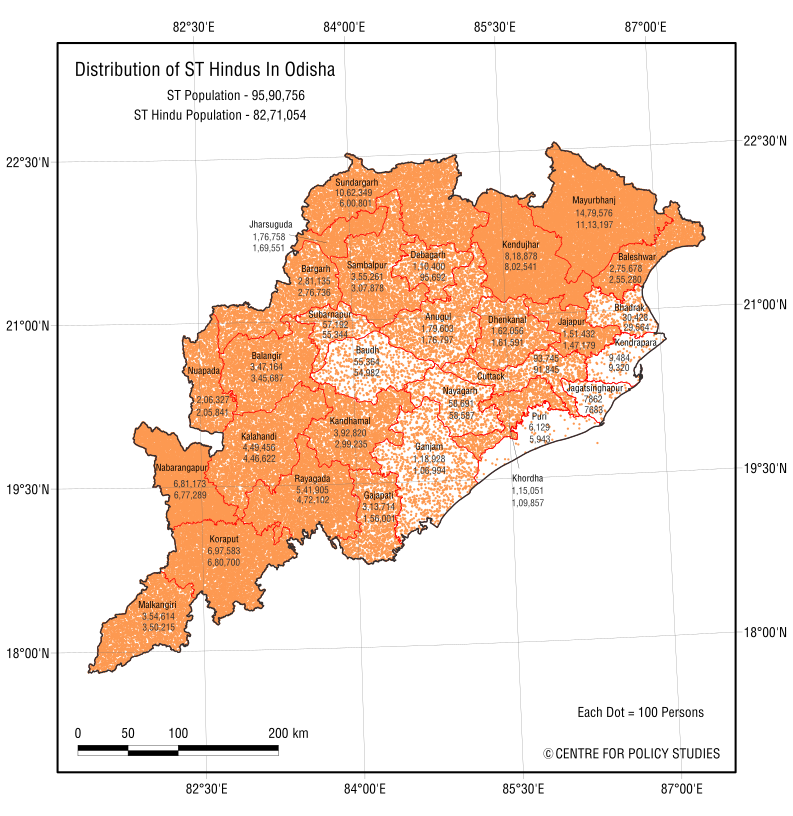 82°30'E 84°00'E 85°30'E 87°00'E
Distribution of ST Hindus In Odisha
ST Population - 95,90,756
ST Hindu Population - 82,71,054
22°30'N
22°30'N
Sundargarh
10,62,349
6,00,801
Mayurbhanj
14,79,576
11,13,197
Jharsuguda
1,76,758
1,69,551
Kendujhar
8,18,878
8,02,541
Debagarh
95,692
Baleshwar
2,75,678
2,55,280
Bargarh
2,81,135
2,76,736
Sambalpur
3,55,261
3,07,878
21°00'N
21°00'N
Bhadrak
30,428
29,664
Subarnapur
57,192
55,344
Anugul
1,79,603
1,76,797
Dhenkanal
1,62,056
1,61,591
Jajapur
1,51,432
1,47,179
Kendrapara
9,484
9,320
Baudh
55,364
54,982
Balangir
3,47,164
3,45,687
Nuapada
2,06,327
2,05,841
Cuttack
93,745
91,845
Nayagarh
56,691
Jagatsinghapur
7862
7683
Puri
6,129
5,943
Kandhamal
3,92,820
2,99,235
Kalahandi
4,49,456
4,46,622
Ganjam
1,18,928
1,06,994
19°30'N
19°30'N
Nabarangapur
6,81,173
6,77,289
Rayagada
5,41,905
4,72,102
Gajapati
3,13,714
1,56,001
Khordha
1,15,051
1,09,857
Koraput
6,97,583
6,80,700
Malkangiri
3,54,614
3,50,215
18°00'N
18°00'N
Each Dot = 100 Persons
0 50 100 200 km
© CENTRE FOR POLICY STUDIES
82°30'E 84°00'E 85°30'E 87°00'E